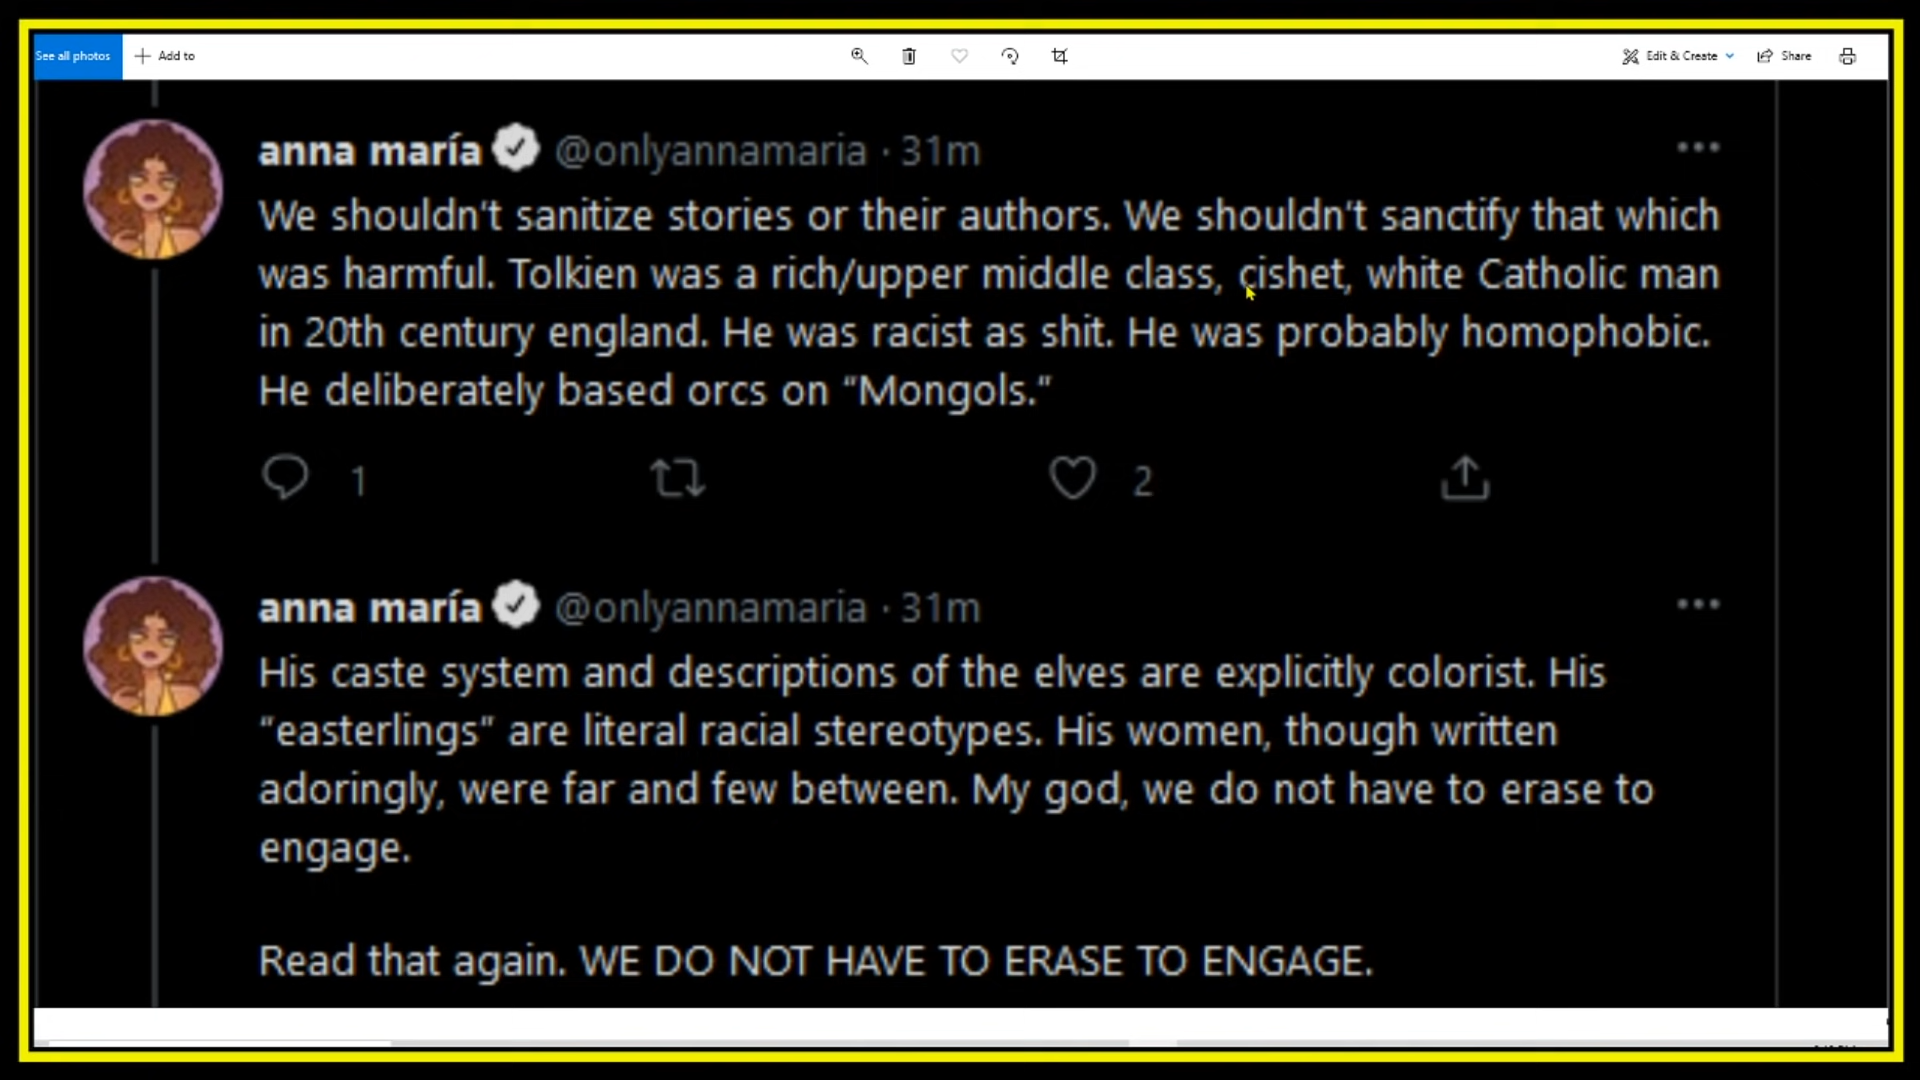 See all photos
Add to
Edit & Create
Share
anna maría @onlyannamaria · 31m
We shouldn't sanitize stories or their authors. We shouldn't sanctify that which
was harmful. Tolkien was a rich/upper middle class, cishet, white Catholic man
in 20th century england. He was racist as shit. He was probably homophobic.
He deliberately based orcs on “Mongols.”
1
2
anna maría @onlyannamaria · 31m
His caste system and descriptions of the elves are explicitly colorist. His
“easterlings” are literal racial stereotypes. His women, though written
adoringly, were far and few between. My god, we do not have to erase to
engage.
Read that again. WE DO NOT HAVE TO ERASE TO ENGAGE.